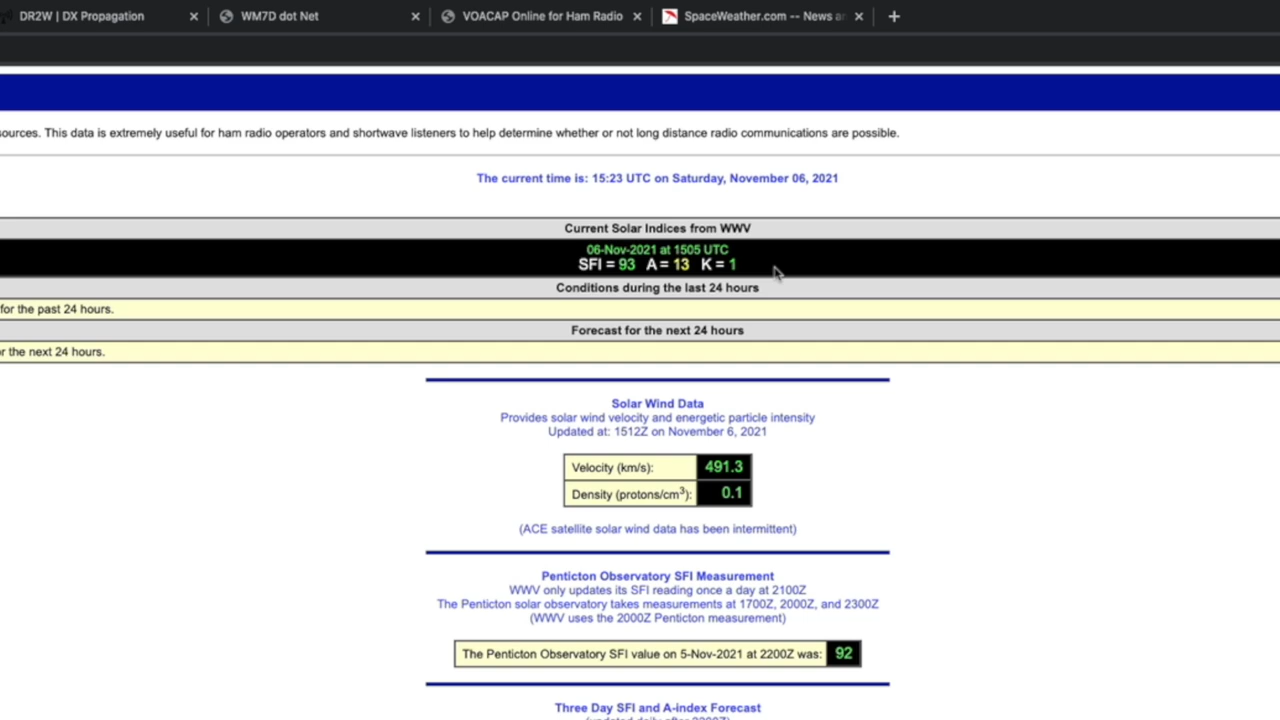 DR2W | DX Propagation
WM7D dot Net
VOACAP Online for Ham Radio
SpaceWeather.com -- News
sources. This data is extremely useful for ham radio operators and shortwave listeners to help determine whether or not long distance radio communications are possible.
The current time is: 15:23 UTC on Saturday, November 06, 2021
Current Solar Indices from WWV
06-Nov-2021 at 1505 UTC
SFI = 93 A = 13 K = 1
Conditions during the last 24 hours
for the past 24 hours.
Forecast for the next 24 hours
the next 24 hours.
Solar Wind Data
Provides solar wind velocity and energetic particle intensity
Updated at: 1512Z on November 6, 2021
Velocity (km/s): 491.3
Density (protons/cm³): 0.1
(ACE satellite solar wind data has been intermittent)
Penticton Observatory SFI Measurement
WWV only updates its SFI reading once a day at 2100Z
The Penticton solar observatory takes measurements at 1700Z, 2000Z, and 2300Z
(WWV uses the 2000Z Penticton measurement)
The Penticton Observatory SFI value on 5-Nov-2021 at 2200Z was: 92
Three Day SFI and A-index Forecast